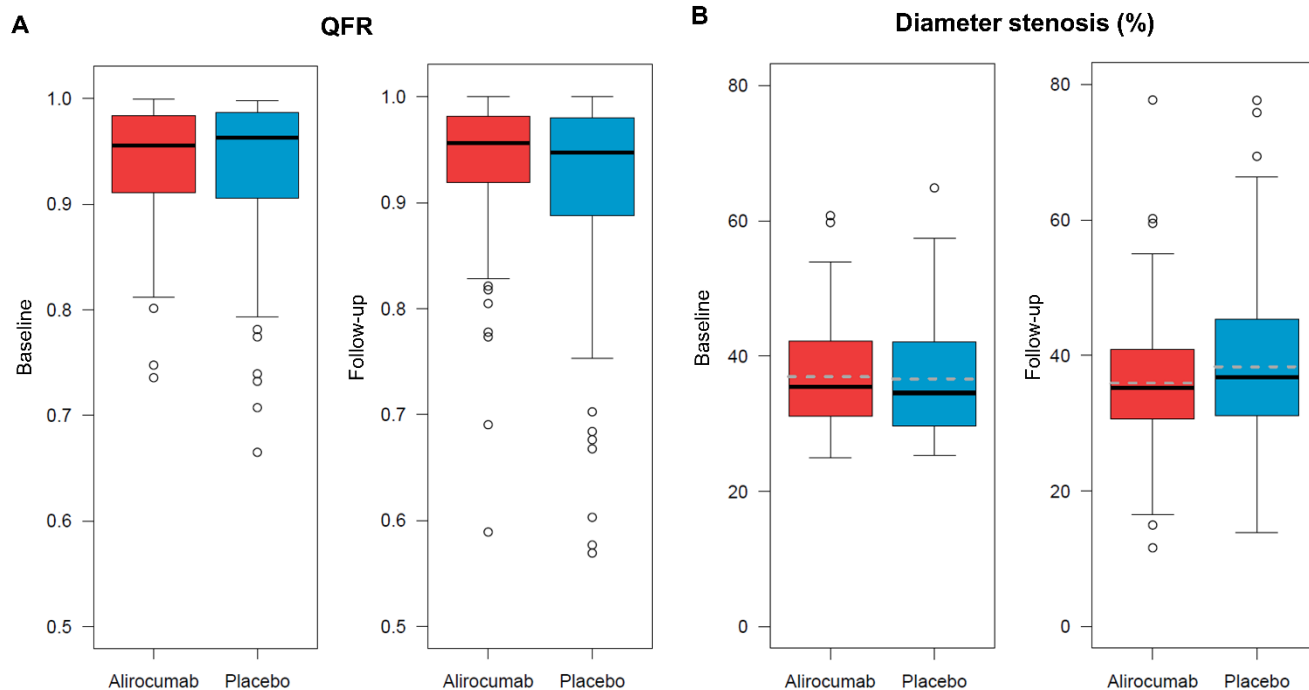 A
QFR
1.0
0.9
0.8
0.7
0.6
0.5
Baseline
Alirocumab Placebo
1.0
0.9
0.8
0.7
0.6
0.5
Follow-up
Alirocumab Placebo
B
Diameter stenosis (%)
80
60
40
20
0
Baseline
Alirocumab Placebo
80
60
40
20
0
Follow-up
Alirocumab Placebo